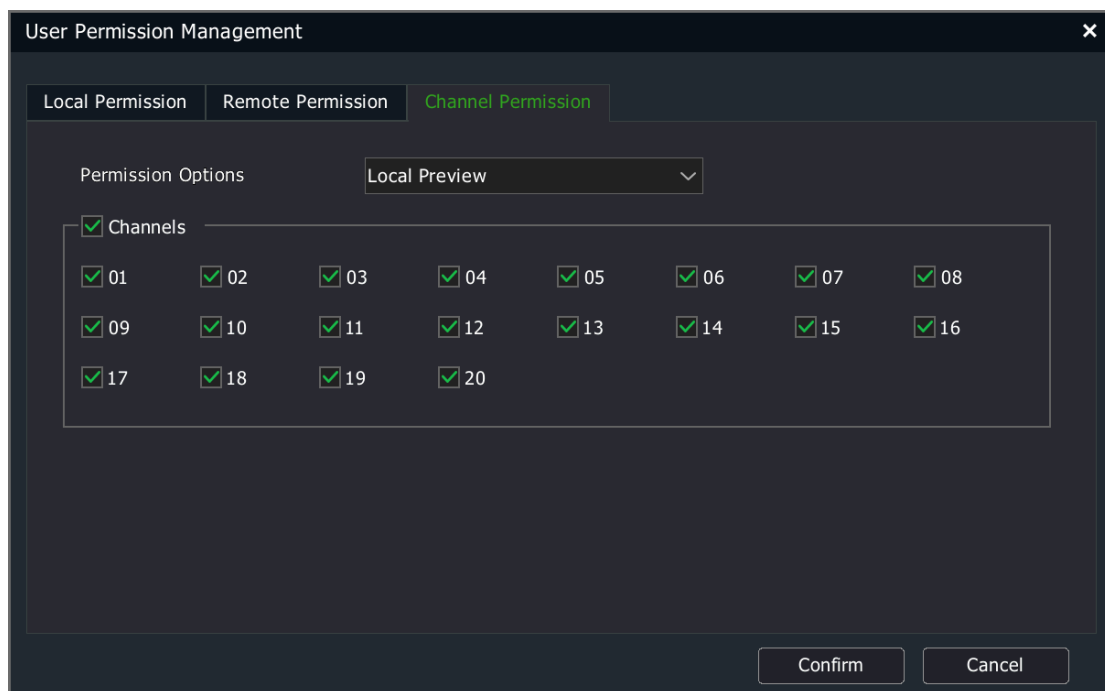 User Permission Management
Local Permission Remote Permission Channel Permission
Permission Options Local Preview
Channels
01 02 03 04 05 06 07 08
09 10 11 12 13 14 15 16
17 18 19 20
Confirm Cancel